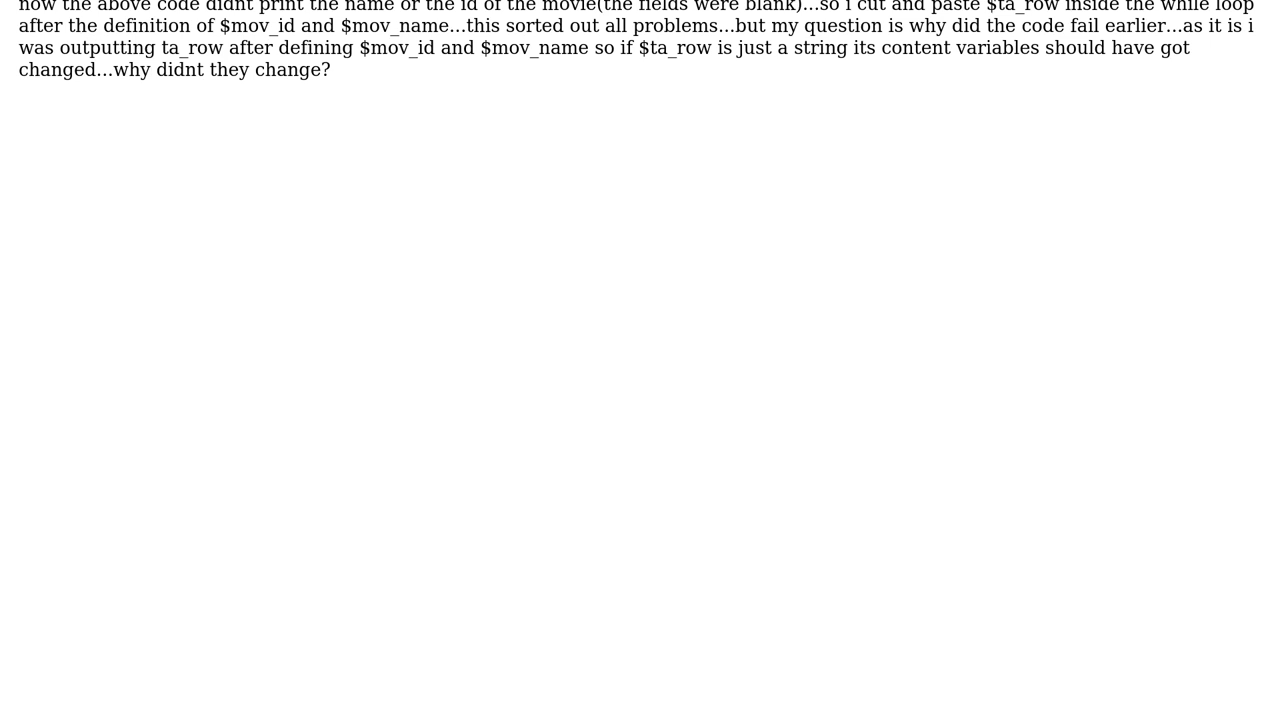 now the above code didnt print the name or the id of the movie(the fields were blank)...so i cut and paste $ta_row inside the while loop
after the definition of $mov_id and $mov_name...this sorted out all problems...but my question is why did the code fail earlier...as it is i
was outputting ta_row after defining $mov_id and $mov_name so if $ta_row is just a string its content variables should have got
changed...why didnt they change?